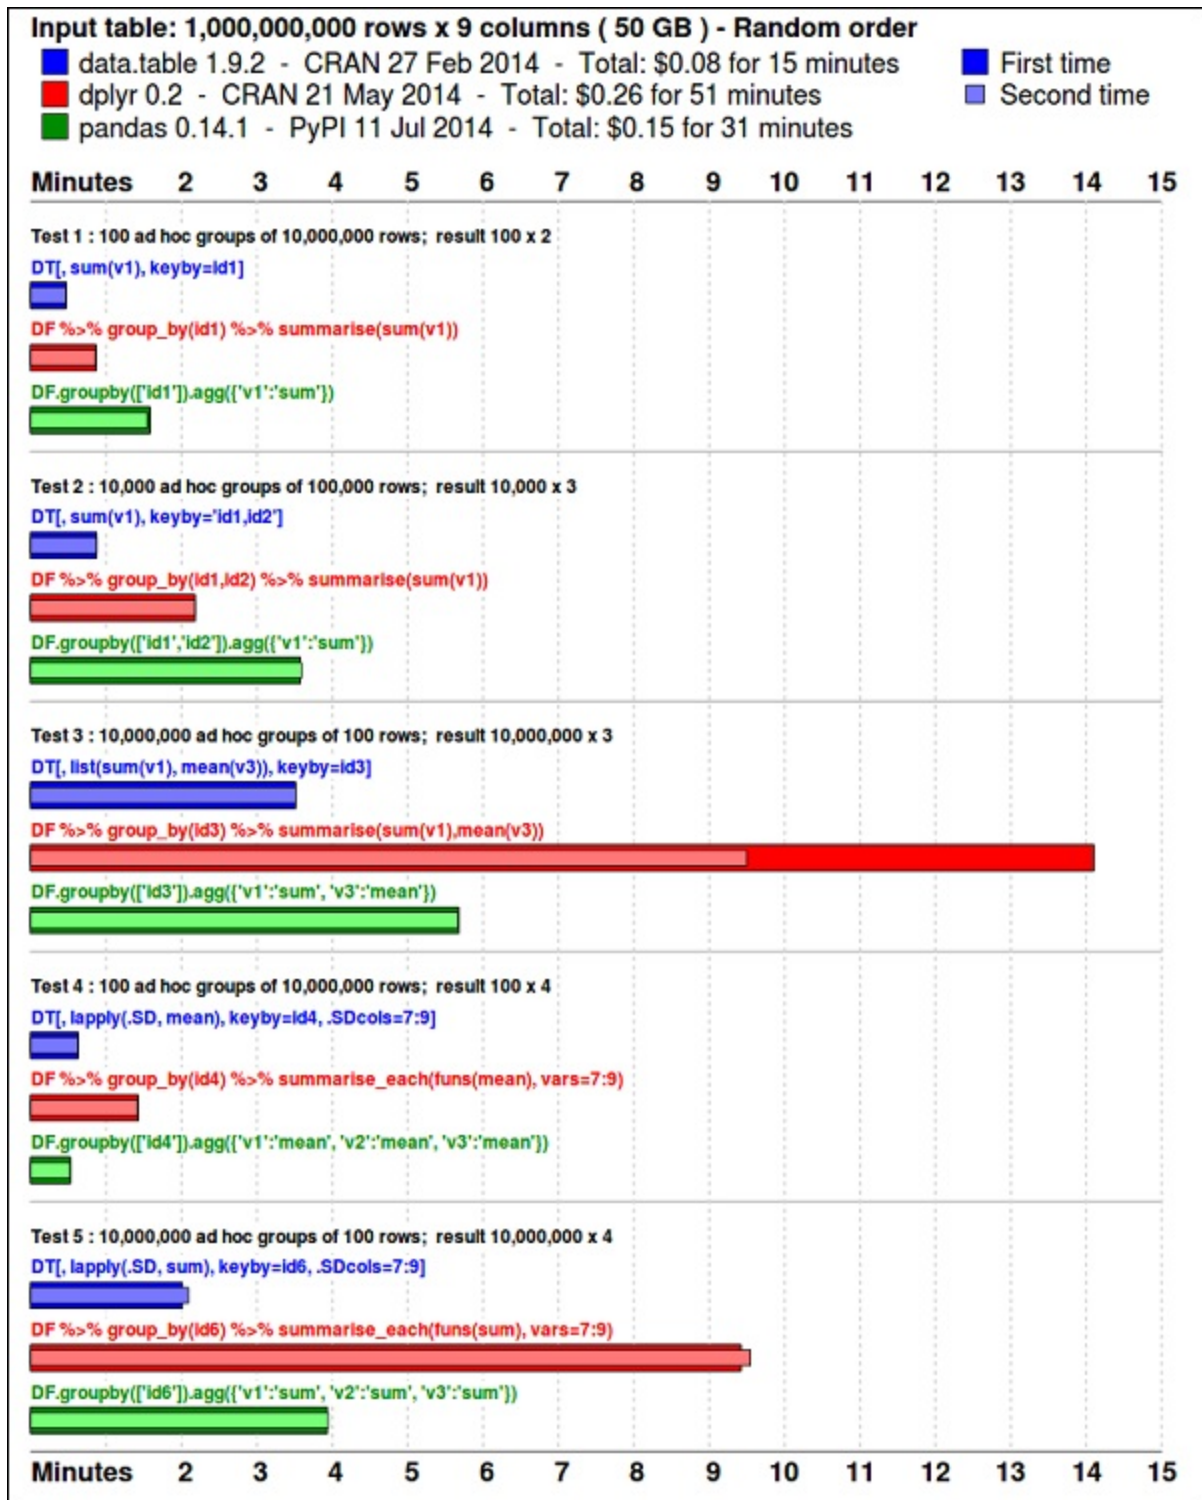 Input table: 1,000,000,000 rows x 9 columns ( 50 GB ) - Random order
data.table 1.9.2 - CRAN 27 Feb 2014 - Total: $0.08 for 15 minutes
First time
dplyr 0.2 - CRAN 21 May 2014 - Total: $0.26 for 51 minutes
Second time
pandas 0.14.1 - PyPI 11 Jul 2014 - Total: $0.15 for 31 minutes
Minutes 2 3 4 5 6 7 8 9 10 11 12 13 14 15
Test 1 : 100 ad hoc groups of 10,000,000 rows; result 100 x 2
DT[, sum(v1), keyby=id1]
DF %>% group_by(id1) %>% summarise(sum(v1))
DF.groupby(['id1']).agg({'v1':'sum'})
Test 2 : 10,000 ad hoc groups of 100,000 rows; result 10,000 x 3
DT[, sum(v1), keyby='id1,id2']
DF %>% group_by(id1,id2) %>% summarise(sum(v1))
DF.groupby(['id1','id2']).agg({'v1':'sum'})
Test 3 : 10,000,000 ad hoc groups of 100 rows; result 10,000,000 x 3
DT[, list(sum(v1), mean(v3)), keyby=id3]
DF %>% group_by(id3) %>% summarise(sum(v1),mean(v3))
DF.groupby(['id3']).agg({'v1':'sum', 'v3':'mean'})
Test 4 : 100 ad hoc groups of 10,000,000 rows; result 100 x 4
DT[, lapply(.SD, mean), keyby=id4, .SDcols=7:9]
DF %>% group_by(id4) %>% summarise_each(funs(mean), vars=7:9)
DF.groupby(['id4']).agg({'v1':'mean', 'v2':'mean', 'v3':'mean'})
Test 5 : 10,000,000 ad hoc groups of 100 rows; result 10,000,000 x 4
DT[, lapply(.SD, sum), keyby=id6, .SDcols=7:9]
DF %>% group_by(id6) %>% summarise_each(funs(sum), vars=7:9)
DF.groupby(['id6']).agg({'v1':'sum', 'v2':'sum', 'v3':'sum'})
Minutes 2 3 4 5 6 7 8 9 10 11 12 13 14 15